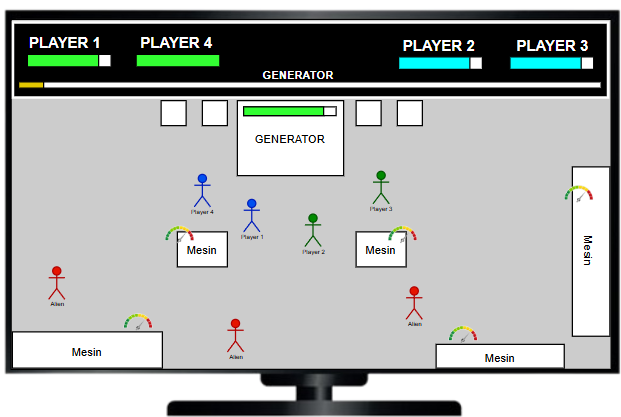 PLAYER 1
PLAYER 4
PLAYER 2
PLAYER 3
GENERATOR
GENERATOR
Player 4
Player 3
Player 1
Player 2
Mesin
Mesin
Mesin
Alien
Alien
Alien
Mesin
Mesin